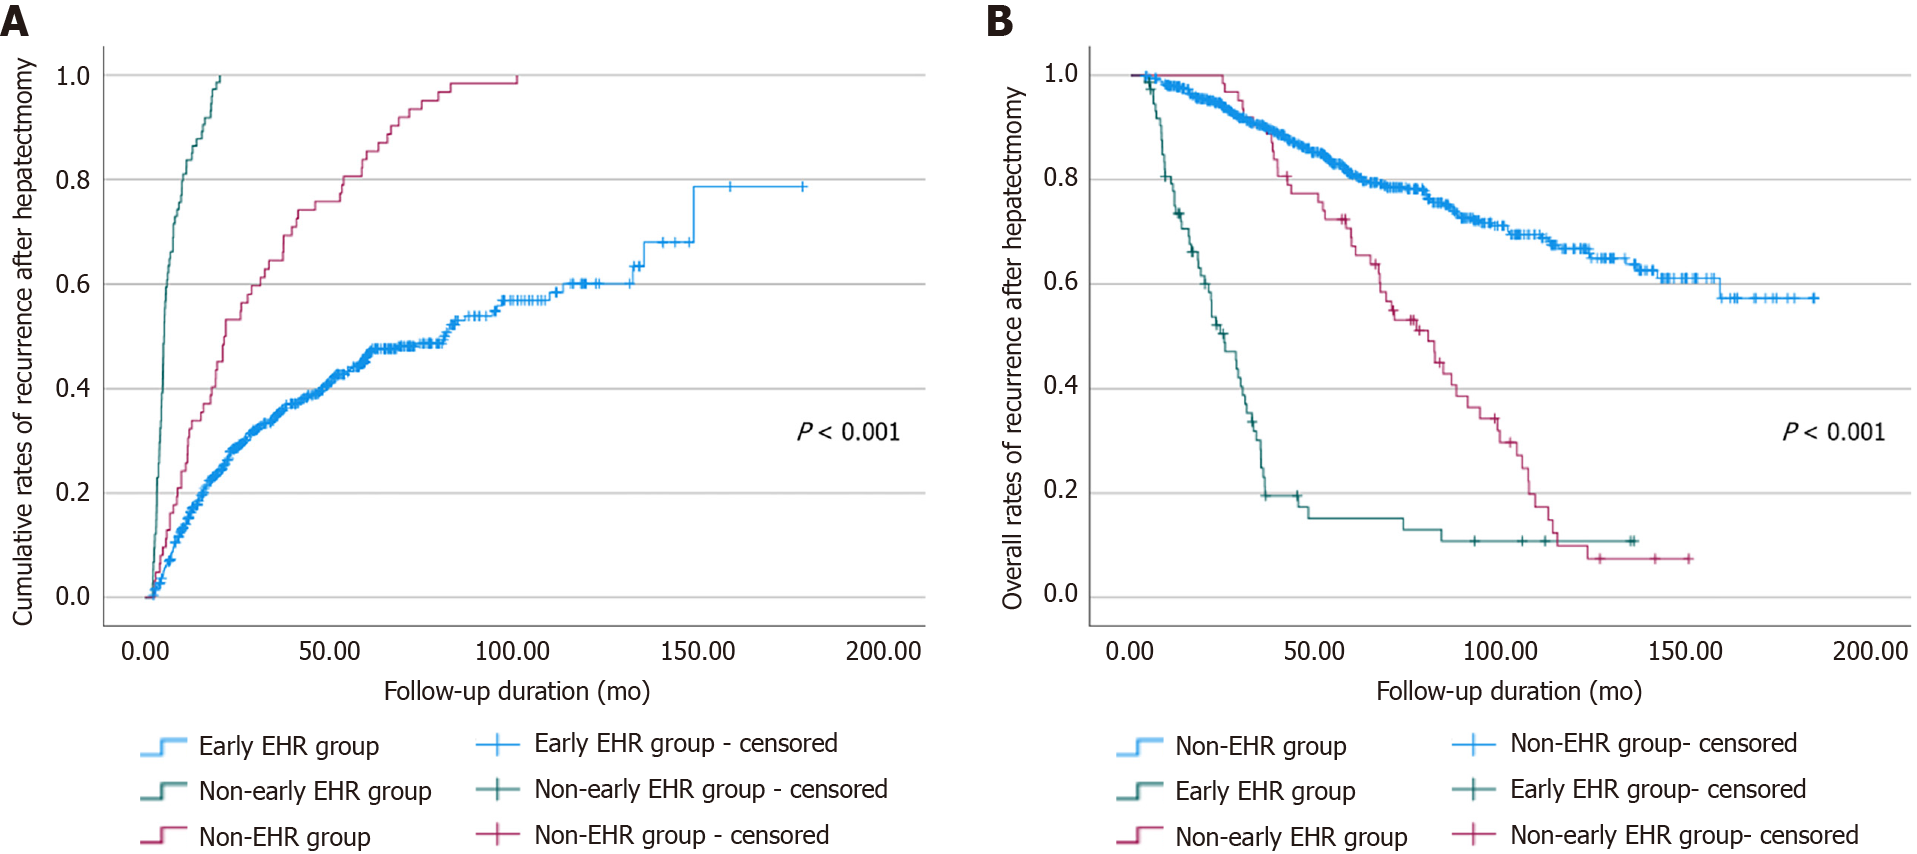 A
Cumulative rates of recurrence after hepatectmomy
1.0
0.8
0.6
0.4
0.2
0.0
P < 0.001
0.00 50.00 100.00 150.00 200.00
Follow-up duration (mo)
Early EHR group
Non-early EHR group
Non-EHR group
Early EHR group - censored
Non-early EHR group - censored
Non-EHR group - censored
B
Overall rates of recurrence after hepatectmomy
1.0
0.8
0.6
0.4
0.2
0.0
P < 0.001
0.00 50.00 100.00 150.00 200.00
Follow-up duration (mo)
Non-EHR group
Early EHR group
Non-early EHR group
Non-EHR group- censored
Early EHR group- censored
Non-early EHR group- censored